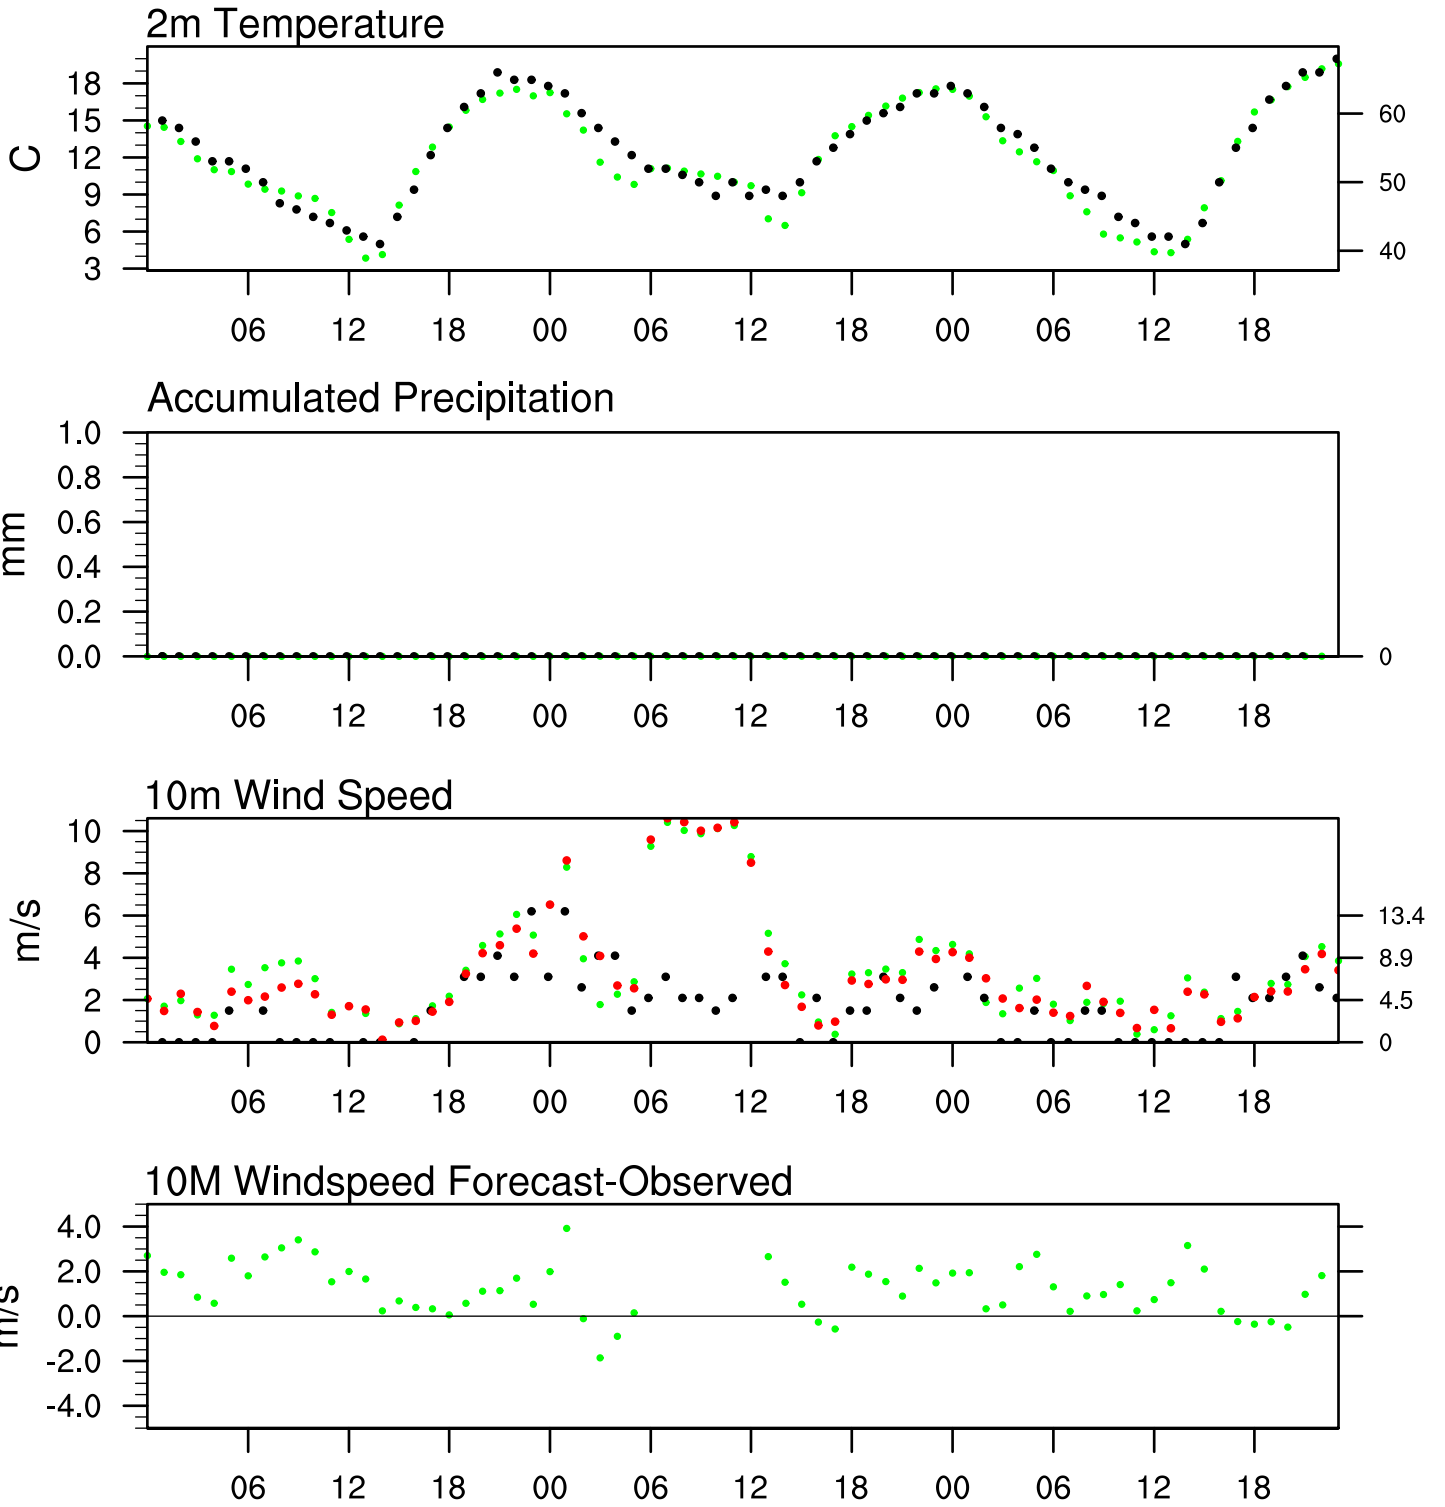 2m Temperature
18
15
12
9
6
3
C
60
50
40
06 12 18 00 06 12 18 00 06 12 18
Accumulated Precipitation
1.0
0.8
0.6
0.4
0.2
0.0
mm
0
06 12 18 00 06 12 18 00 06 12 18
10m Wind Speed
10
8
6
4
2
0
m/s
13.4
8.9
4.5
0
06 12 18 00 06 12 18 00 06 12 18
10M Windspeed Forecast-Observed
4.0
2.0
0.0
-2.0
-4.0
m/s
06 12 18 00 06 12 18 00 06 12 18